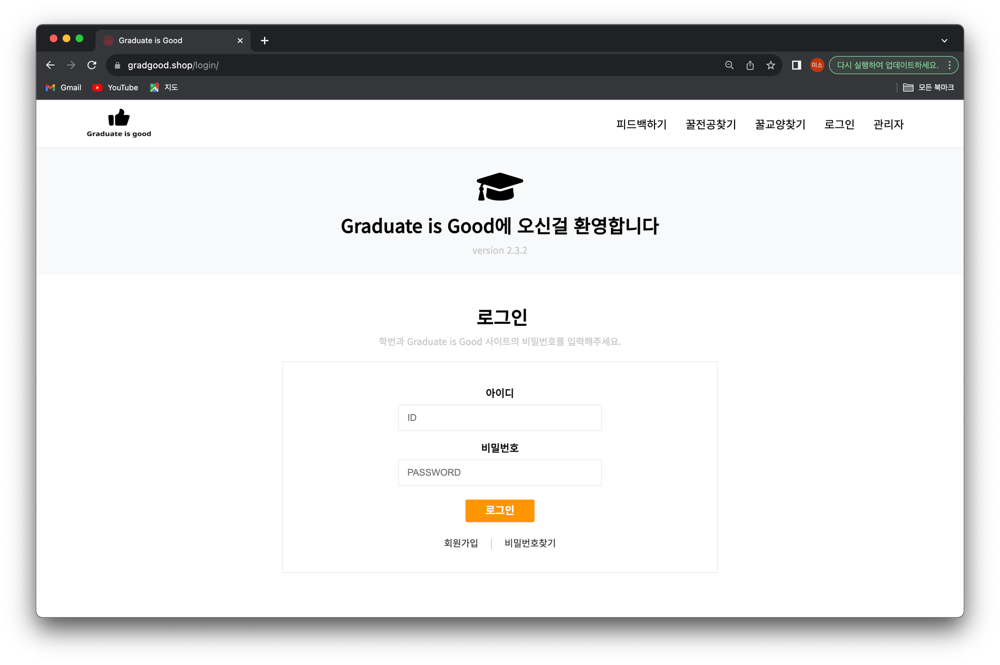 Graduate is Good
gradgood.shop/login/
미소
다시 실행하여 업데이트하세요.
Gmail
YouTube
지도
모든 북마크
Graduate is good
피드백하기
꿀전공찾기
꿀교양찾기
로그인
관리자
Graduate is Good에 오신걸 환영합니다
version 2.3.2
로그인
학번과 Graduate is Good 사이트의 비밀번호를 입력해주세요.
아이디
ID
비밀번호
PASSWORD
로그인
회원가입 | 비밀번호찾기